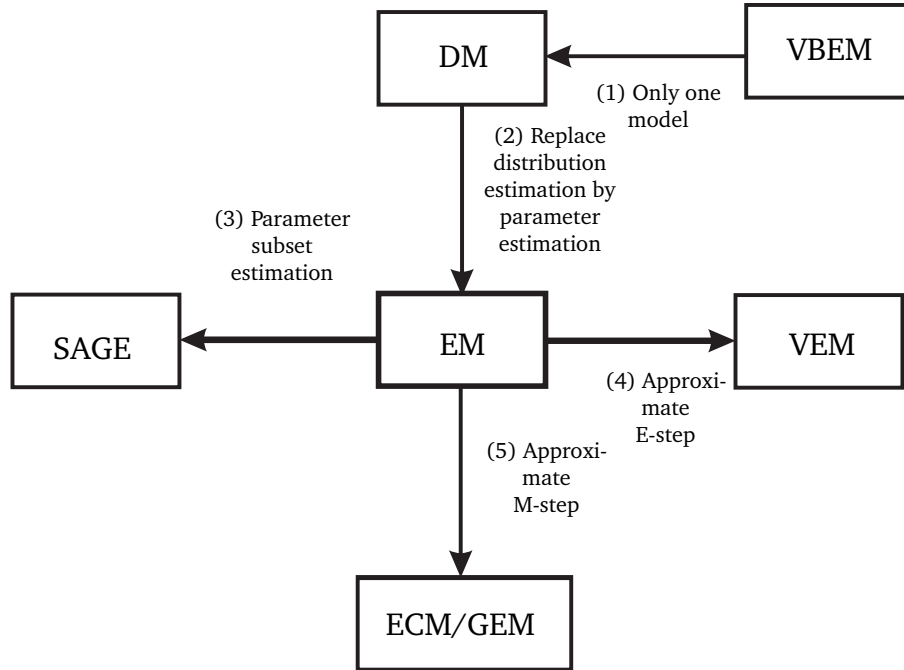 DM
VBEM
(1) Only one
model
(2) Replace
distribution
estimation by
parameter
estimation
(3) Parameter
subset
estimation
SAGE
EM
VEM
(4) Approxi-
mate
E-step
(5) Approxi-
mate
M-step
ECM/GEM